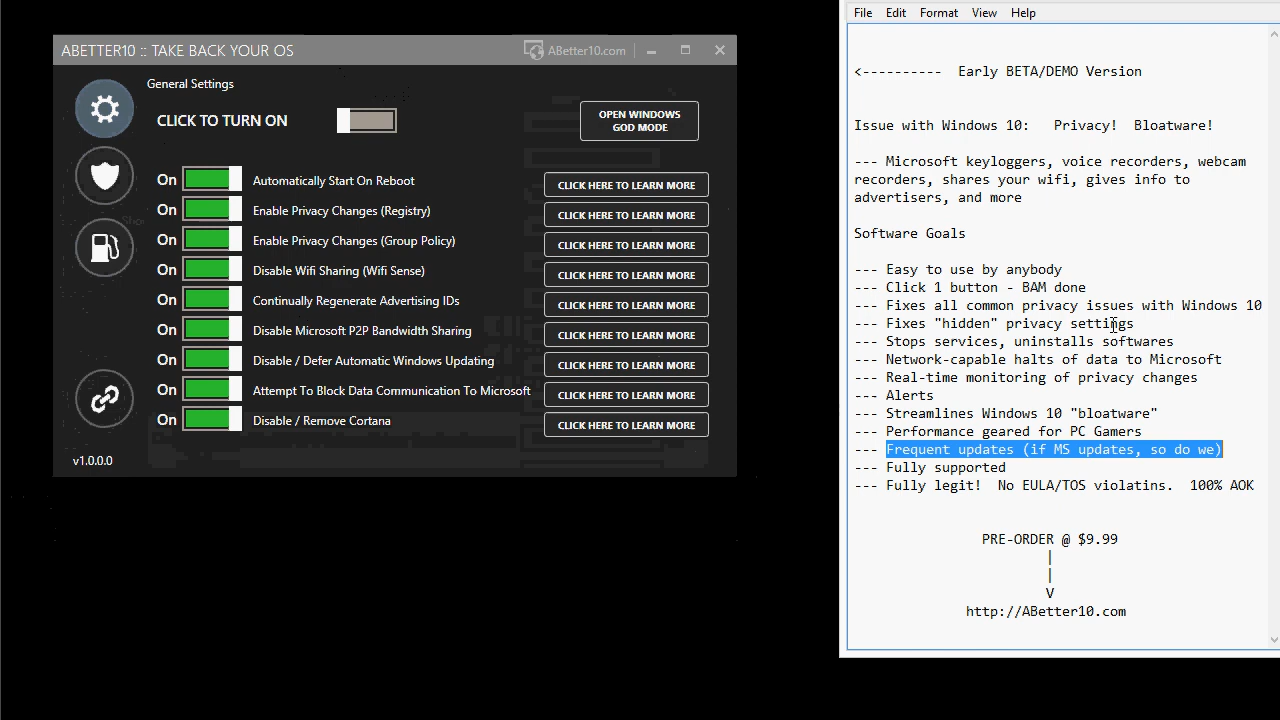 ABETTER10 :: TAKE BACK YOUR OS
ABetter10.com
General Settings
CLICK TO TURN ON
OPEN WINDOWS
GOD MODE
On Automatically Start On Reboot CLICK HERE TO LEARN MORE
On Enable Privacy Changes (Registry) CLICK HERE TO LEARN MORE
On Enable Privacy Changes (Group Policy) CLICK HERE TO LEARN MORE
On Disable Wifi Sharing (Wifi Sense) CLICK HERE TO LEARN MORE
On Continually Regenerate Advertising IDs CLICK HERE TO LEARN MORE
On Disable Microsoft P2P Bandwidth Sharing CLICK HERE TO LEARN MORE
On Disable / Defer Automatic Windows Updating CLICK HERE TO LEARN MORE
On Attempt To Block Data Communication To Microsoft CLICK HERE TO LEARN MORE
On Disable / Remove Cortana CLICK HERE TO LEARN MORE
v1.0.0.0
File Edit Format View Help
<---------- Early BETA/DEMO Version
Issue with Windows 10: Privacy! Bloatware!
--- Microsoft keyloggers, voice recorders, webcam
recorders, shares your wifi, gives info to
advertisers, and more
Software Goals
--- Easy to use by anybody
--- Click 1 button - BAM done
--- Fixes all common privacy issues with Windows 10
--- Fixes "hidden" privacy settings
--- Stops services, uninstalls softwares
--- Network-capable halts of data to Microsoft
--- Real-time monitoring of privacy changes
--- Alerts
--- Streamlines Windows 10 "bloatware"
--- Performance geared for PC Gamers
--- Frequent updates (if MS updates, so do we)
--- Fully supported
--- Fully legit! No EULA/TOS violatins. 100% AOK
PRE-ORDER @ $9.99
|
|
V
http://ABetter10.com